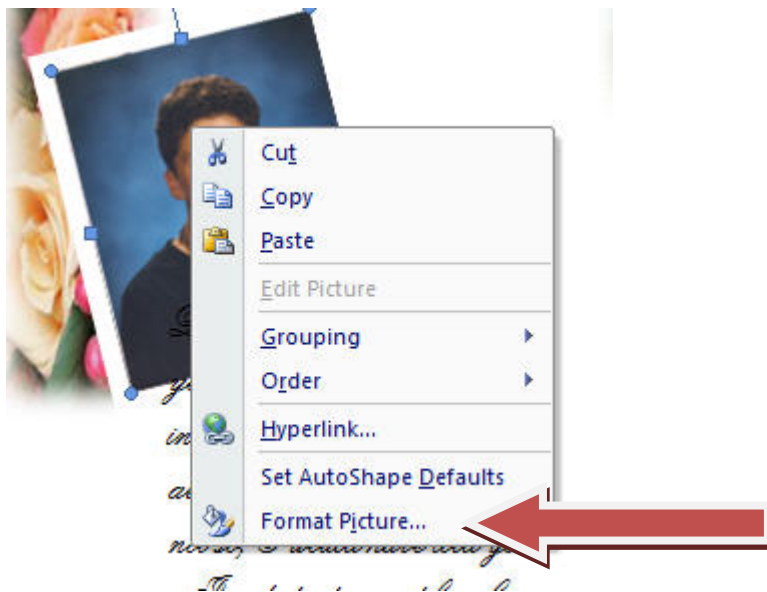 Cut
Copy
Paste
Edit Picture
Grouping
Order
Hyperlink...
Set AutoShape Defaults
Format Picture...